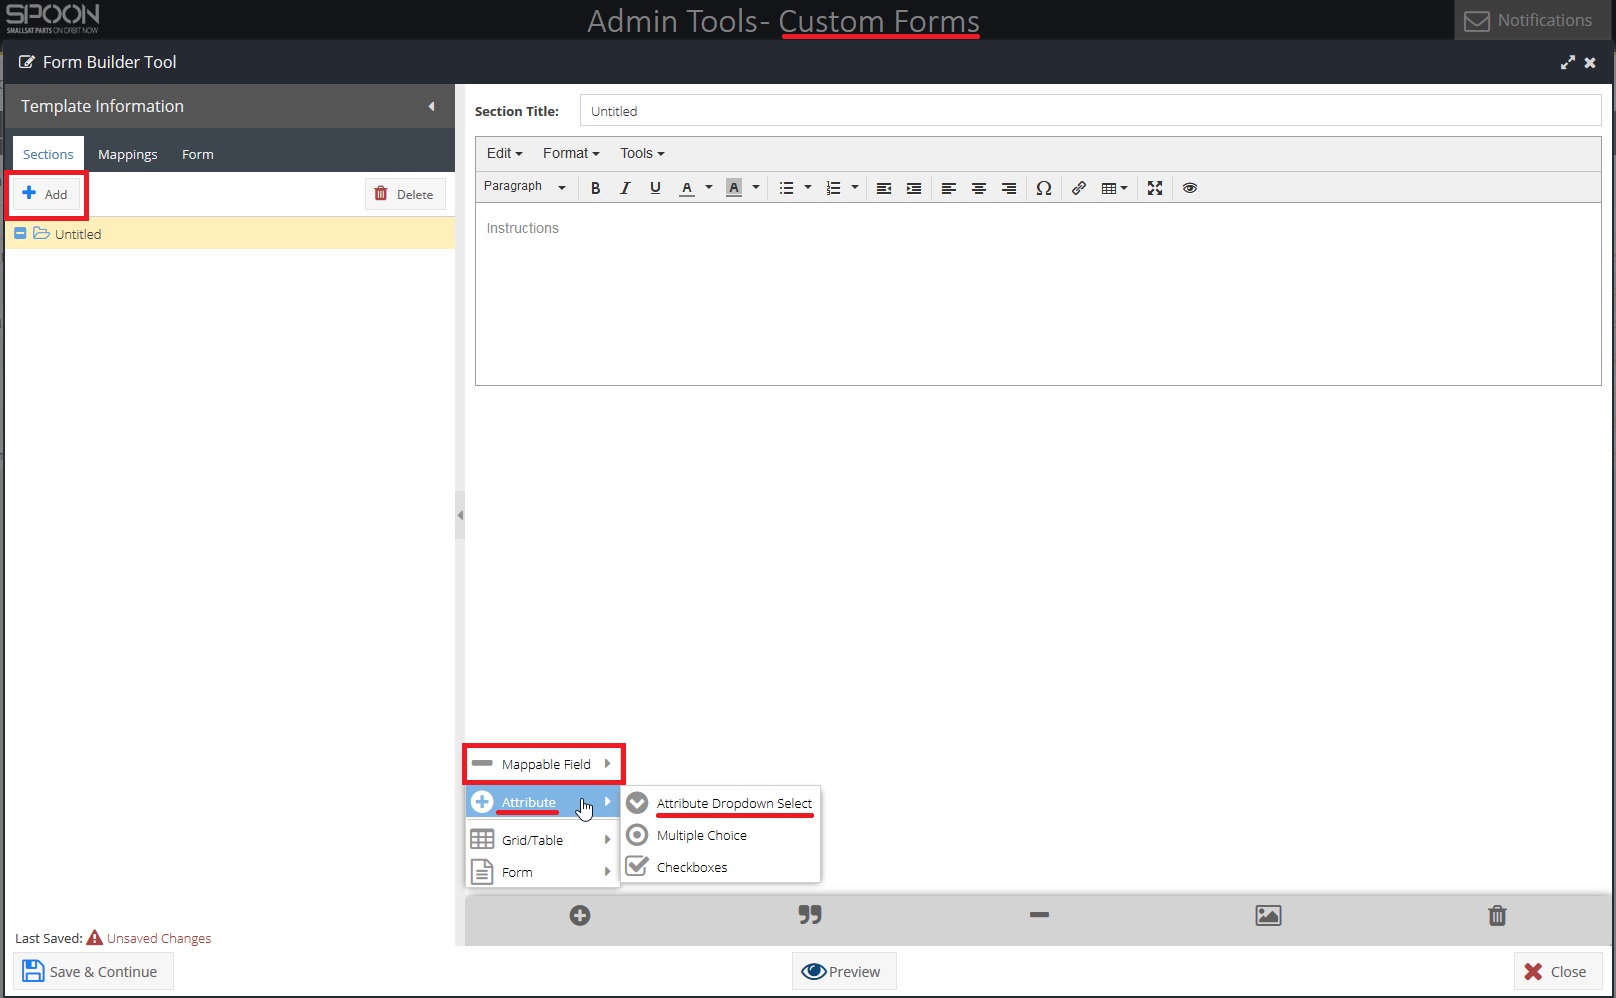 SPOON
SMALLSAT PARTS ON ORBIT NOW
Admin Tools- Custom Forms
Notifications
Form Builder Tool
Template Information
Sections
Mappings
Form
Add
Delete
Untitled
Section Title:
Untitled
Edit
Format
Tools
Paragraph
B
I
U
A
A
Ω
Instructions
Mappable Field
Attribute
Grid/Table
Form
Attribute Dropdown Select
Multiple Choice
Checkboxes
Last Saved: Unsaved Changes
Save & Continue
Preview
Close